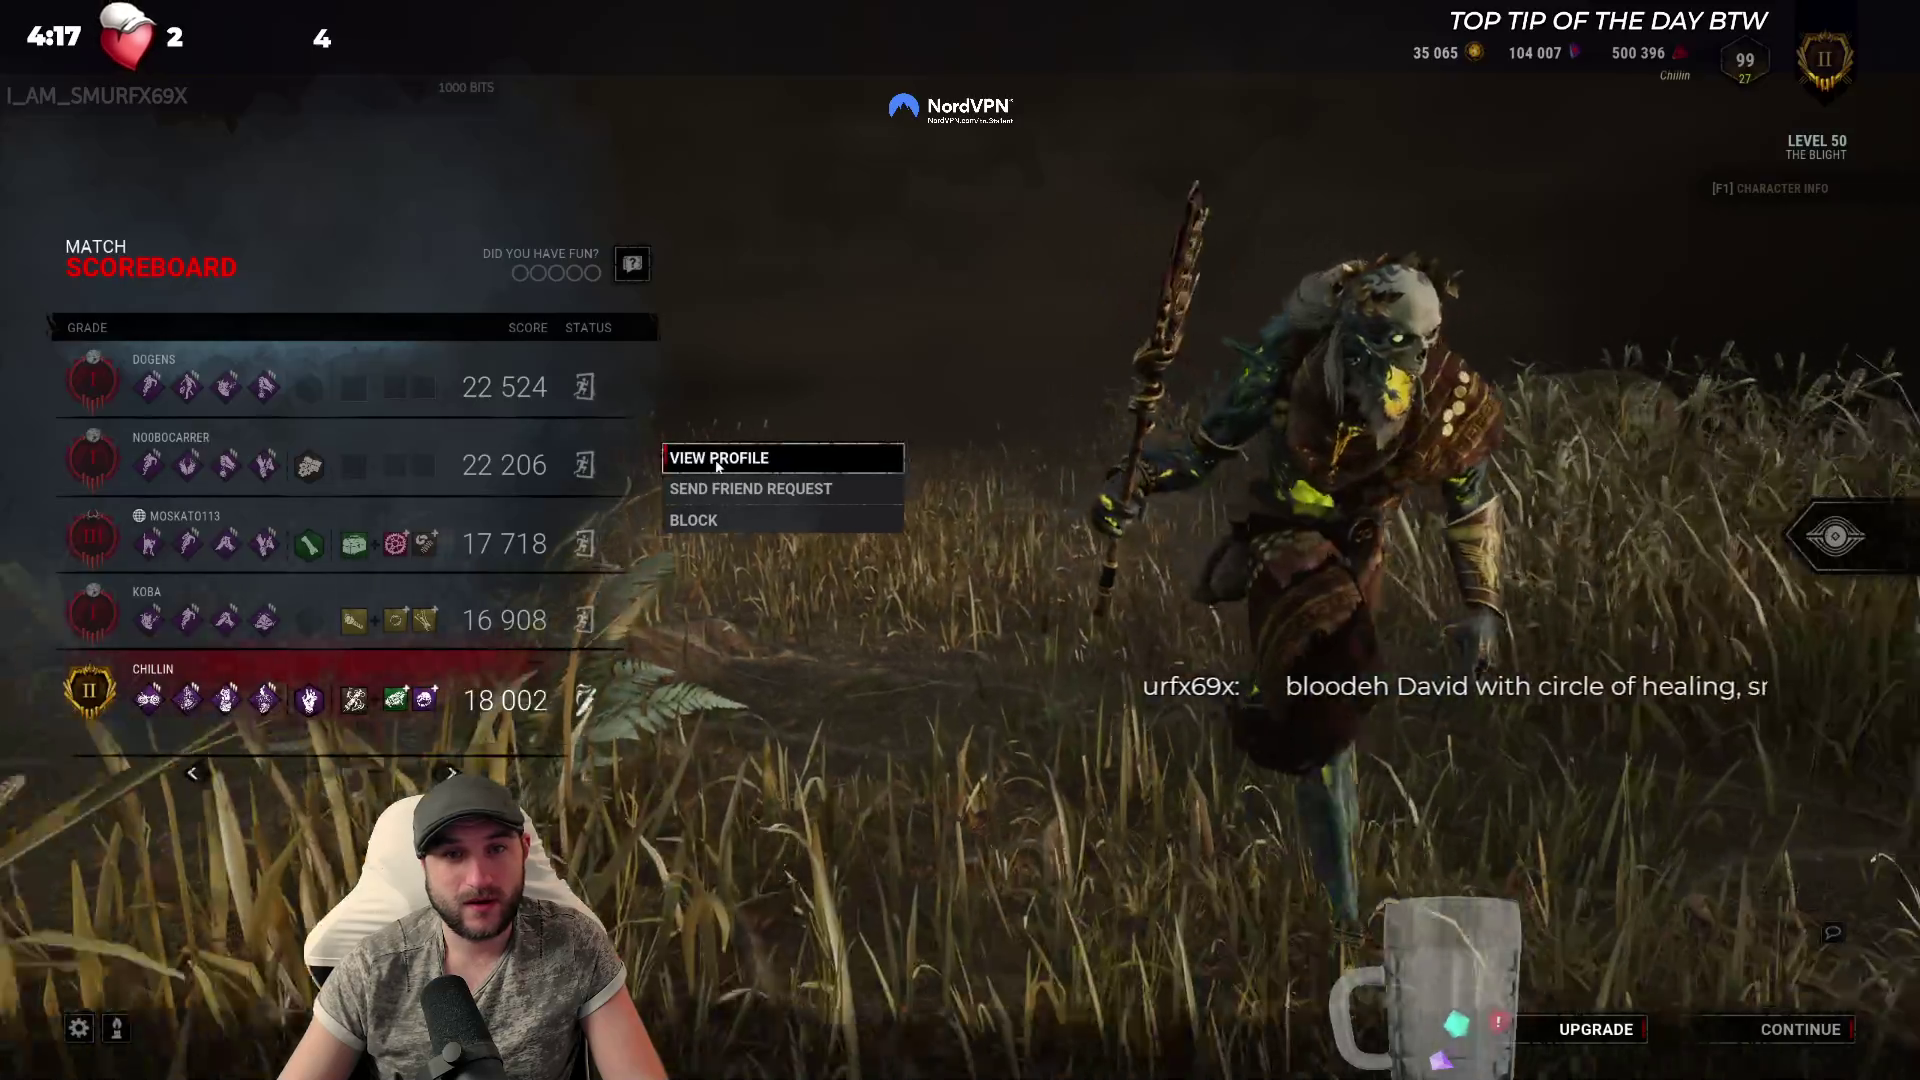 4:17
2
4
TOP TIP OF THE DAY BTW
35 065
104 007
500 396
Chillin
99
27
II
I_AM_SMURFX69X
1000 BITS
NordVPN
LEVEL 50
THE BLIGHT
[F1] CHARACTER INFO
MATCH
SCOREBOARD
DID YOU HAVE FUN?
GRADE
SCORE
STATUS
DOGENS
I
22 524
NOOBOCARRER
I
22 206
MOSKATO113
III
17 718
KOBA
I
16 908
CHILLIN
II
18 002
VIEW PROFILE
SEND FRIEND REQUEST
BLOCK
urfx69x: bloodeh David with circle of healing, sr
UPGRADE
CONTINUE